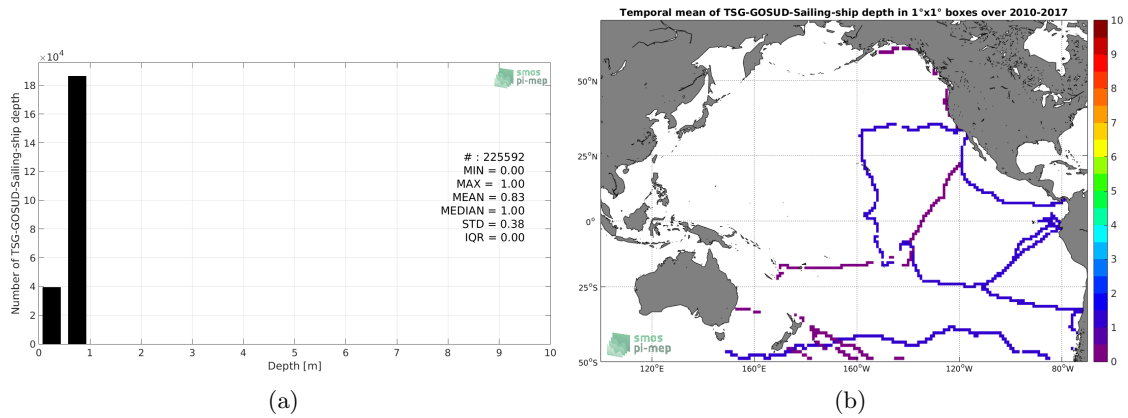 ×10⁴
18
16
14
12
10
8
6
4
2
0
Number of TSG-GOSUD-Sailing-ship depth
smos
pi-mep
# : 225592
MIN = 0.00
MAX = 1.00
MEAN = 0.83
MEDIAN = 1.00
STD = 0.38
IQR = 0.00
0 1 2 3 4 5 6 7 8 9 10
Depth [m]
(a)
Temporal mean of TSG-GOSUD-Sailing-ship depth in 1°x1° boxes over 2010-2017
50°N
25°N
0°
25°S
50°S
smos
pi-mep
120°E 160°E 160°W 120°W 80°W
10
9
8
7
6
5
4
3
2
1
0
(b)